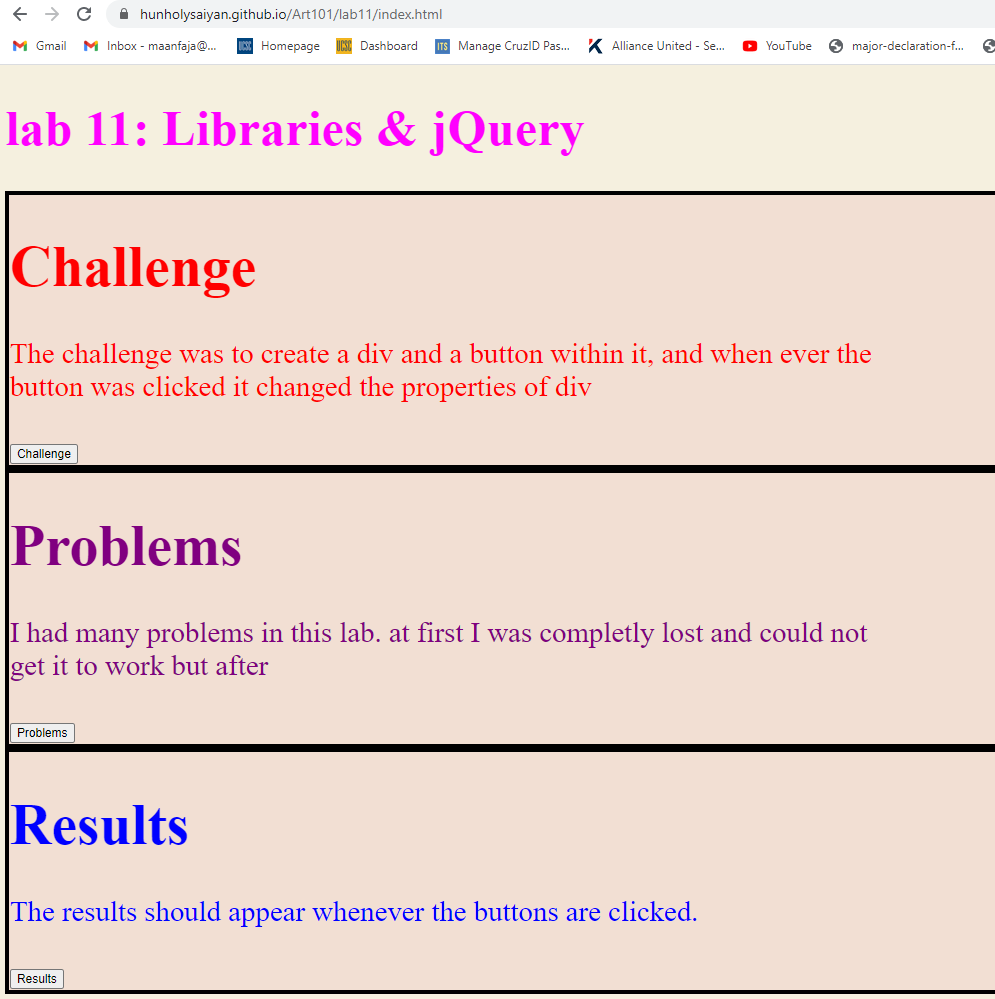 hunholysaiyan.github.io/Art101/lab11/index.html
Gmail Inbox - maanfaja@... UCSC Homepage UCSC Dashboard ITS Manage CruzID Pas... Alliance United - Se... YouTube major-declaration-f...
lab 11: Libraries & jQuery
Challenge
The challenge was to create a div and a button within it, and when ever the
button was clicked it changed the properties of div
Challenge
Problems
I had many problems in this lab. at first I was completly lost and could not
get it to work but after
Problems
Results
The results should appear whenever the buttons are clicked.
Results